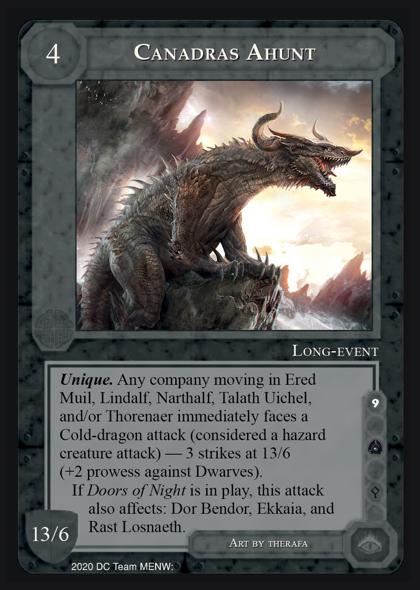 4
Canadras Ahunt
Long-event
Unique. Any company moving in Ered
Muil, Lindalf, Narthalf, Talath Uichel,
and/or Thorenaer immediately faces a
Cold-dragon attack (considered a hazard
creature attack) — 3 strikes at 13/6
(+2 prowess against Dwarves).
If Doors of Night is in play, this attack
also affects: Dor Bendor, Ekkaia, and
Rast Losnaeth.
9
13/6
Art by therafa
2020 DC Team MENW: